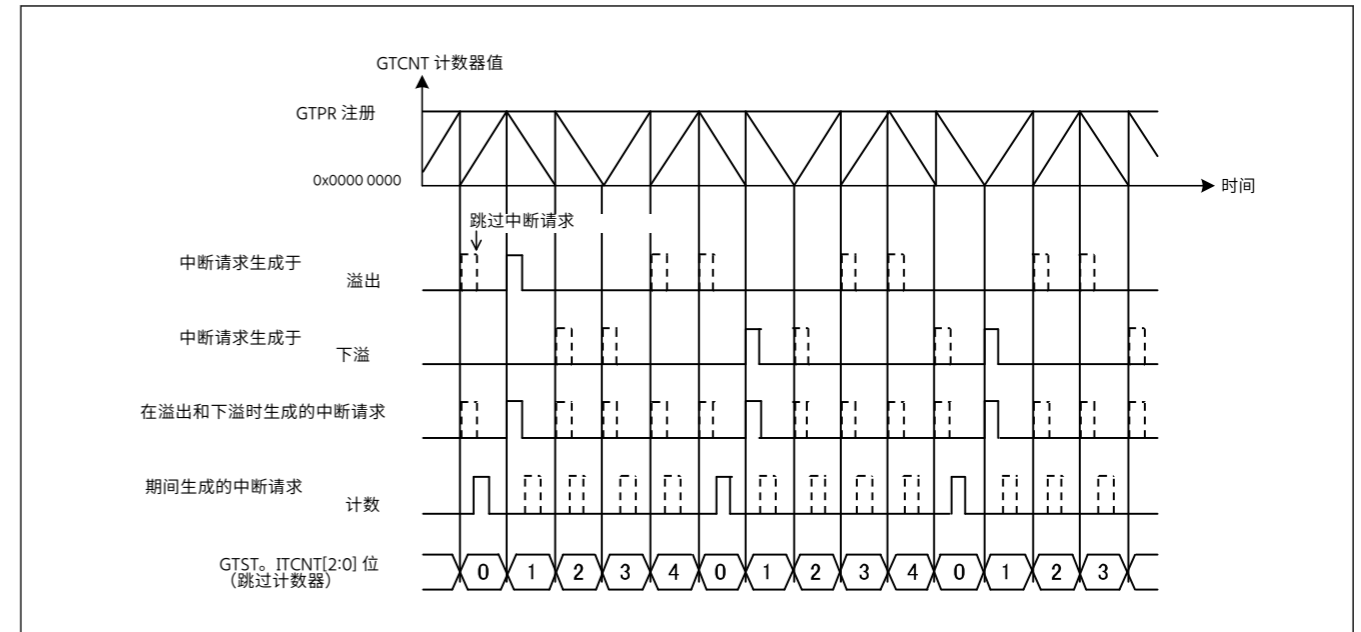 GTCNT 计数器值
GTPR 注册
0x0000 0000
时间
跳过中断请求
中断请求生成于
溢出
中断请求生成于
下溢
在溢出和下溢时生成的中断请求
期间生成的中断请求
计数
GTST。ITCNT[2:0] 位
（跳过计数器）
0 1 2 3 4 0 1 2 3 4 0 1 2 3